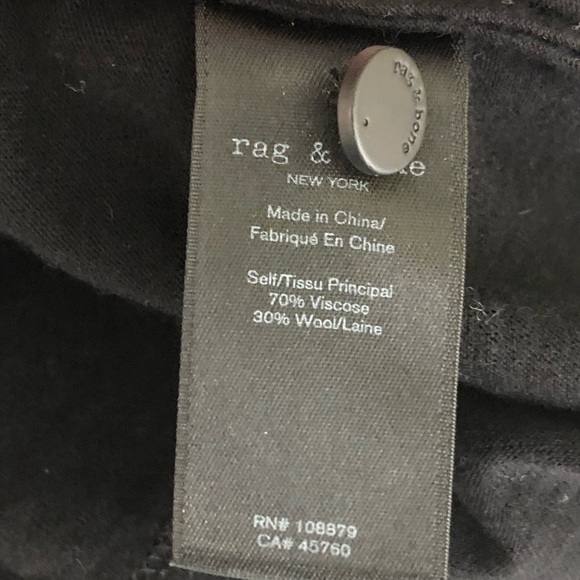 rag & bone
rag &
NEW YORK
Made in China/
Fabriqué En Chine
Self/Tissu Principal
70% Viscose
30% Wool/Laine
RN# 108879
CA# 45760